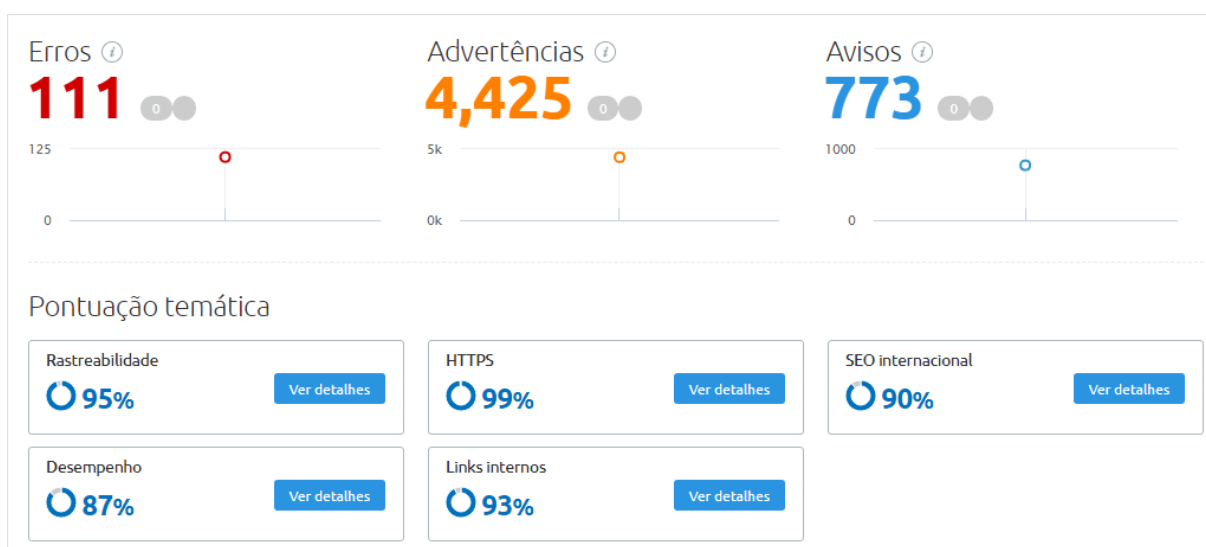 Erros i Advertências i Avisos i
111 0 4,425 0 773 0
125 5k 1000
0 0k 0
Pontuação temática
Rastreabilidade HTTPS SEO internacional
95% Ver detalhes 99% Ver detalhes 90% Ver detalhes
Desempenho Links internos
87% Ver detalhes 93% Ver detalhes